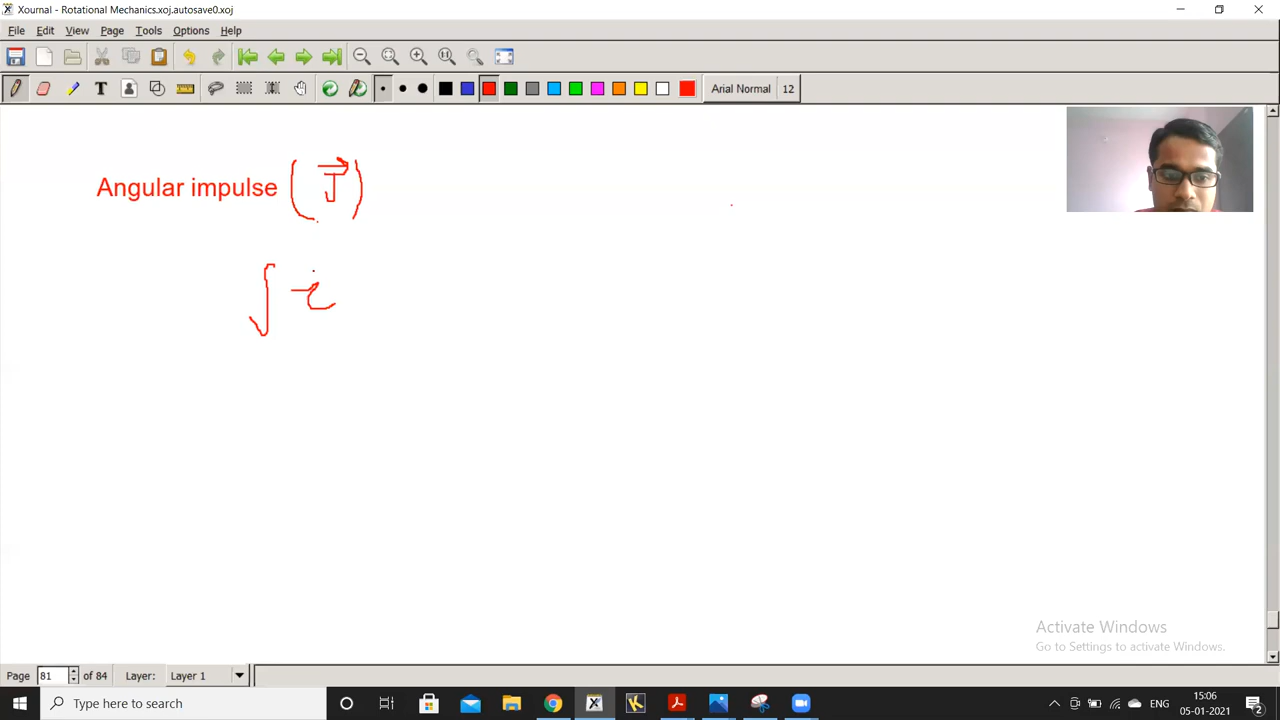 Xournal - Rotational Mechanics.xoj.autosave0.xoj
File Edit View Page Tools Options Help
Arial Normal 12
Angular impulse (J⃗)
∫ τ
Activate Windows
Go to Settings to activate Windows.
Page 81 of 84 Layer: Layer 1
Type here to search
ENG
15:06
05-01-2021
2